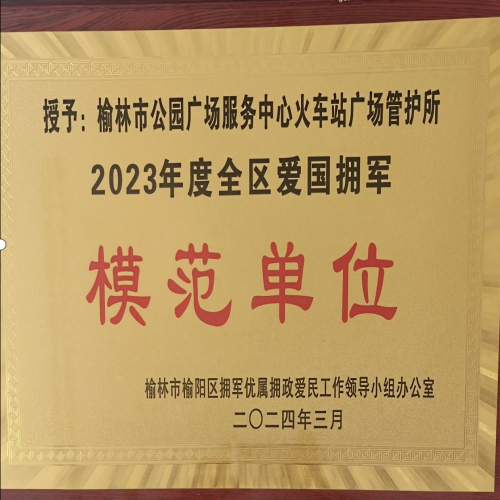 授予：榆林市公园广场服务中心火车站广场管护所
2023年度全区爱国拥军
模范单位
榆林市榆阳区拥军优属拥政爱民工作领导小组办公室
二〇二四年三月